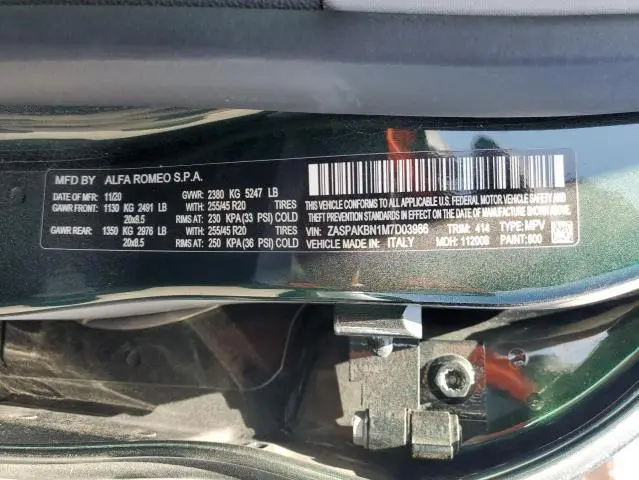 MFD BY ALFA ROMEO S.P.A.
DATE OF MFR: 11/20 GVWR: 2380 KG 5247 LB
GAWR FRONT: 1130 KG 2491 LB WITH: 255/45 R20 TIRES
20x8.5 RIMS AT: 230 KPA (33 PSI) COLD
GAWR REAR: 1350 KG 2976 LB WITH: 255/45 R20 TIRES
20x8.5 RIMS AT: 250 KPA (36 PSI) COLD
THIS VEHICLE CONFORMS TO ALL APPLICABLE U.S. FEDERAL MOTOR VEHICLE SAFETY AND
THEFT PREVENTION STANDARDS IN EFFECT ON THE DATE OF MANUFACTURE SHOWN ABOVE.
VIN: ZASPAKBN1M7D03966 TRIM: 414 TYPE: MPV
VEHICLE MADE IN: ITALY MDH: 112008 PAINT: 800